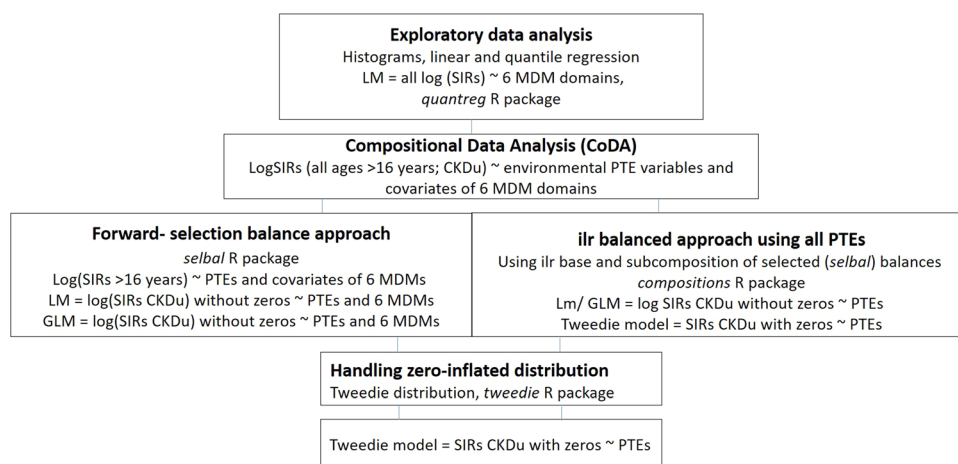 Exploratory data analysis
Histograms, linear and quantile regression
LM = all log (SIRs) ~ 6 MDM domains,
quantreg R package
Compositional Data Analysis (CoDA)
LogSIRs (all ages >16 years; CKDu) ~ environmental PTE variables and
covariates of 6 MDM domains
Forward- selection balance approach
selbal R package
Log(SIRs >16 years) ~ PTEs and covariates of 6 MDMs
LM = log(SIRs CKDu) without zeros ~ PTEs and 6 MDMs
GLM = log(SIRs CKDu) without zeros ~ PTEs and 6 MDMs
ilr balanced approach using all PTEs
Using ilr base and subcomposition of selected (selbal) balances
compositions R package
Lm/ GLM = log SIRs CKDu without zeros ~ PTEs
Tweedie model = SIRs CKDu with zeros ~ PTEs
Handling zero-inflated distribution
Tweedie distribution, tweedie R package
Tweedie model = SIRs CKDu with zeros ~ PTEs